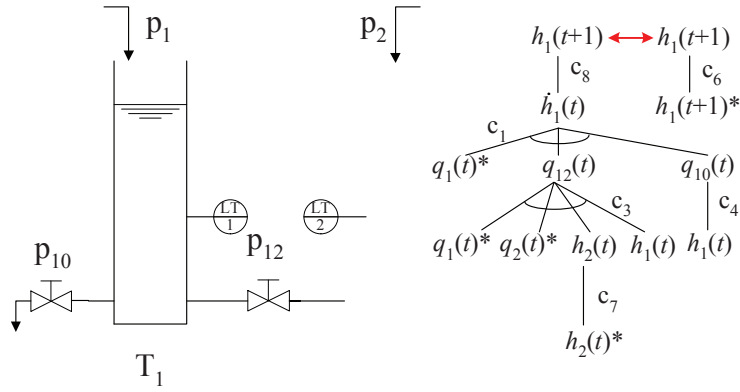 p₁
p₂
LT 1
LT 2
p₁₀
p₁₂
T₁
h₁(t+1) h₁(t+1)
c₈ c₆
ḣ₁(t) h₁(t+1)*
c₁
q₁(t)* q₁₂(t) q₁₀(t)
c₃ c₄
q₁(t)* q₂(t)* h₂(t) h₁(t) h₁(t)
c₇
h₂(t)*